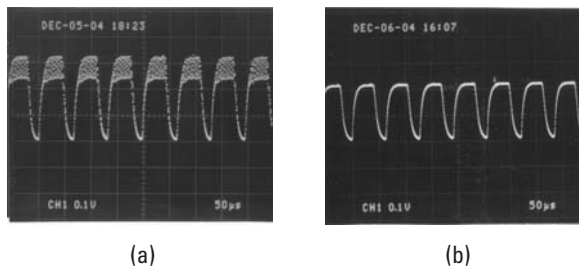 DEC-05-04 18:23
CH1 0.1V 50µs
(a)
DEC-06-04 16:07
CH1 0.1V 50µs
(b)